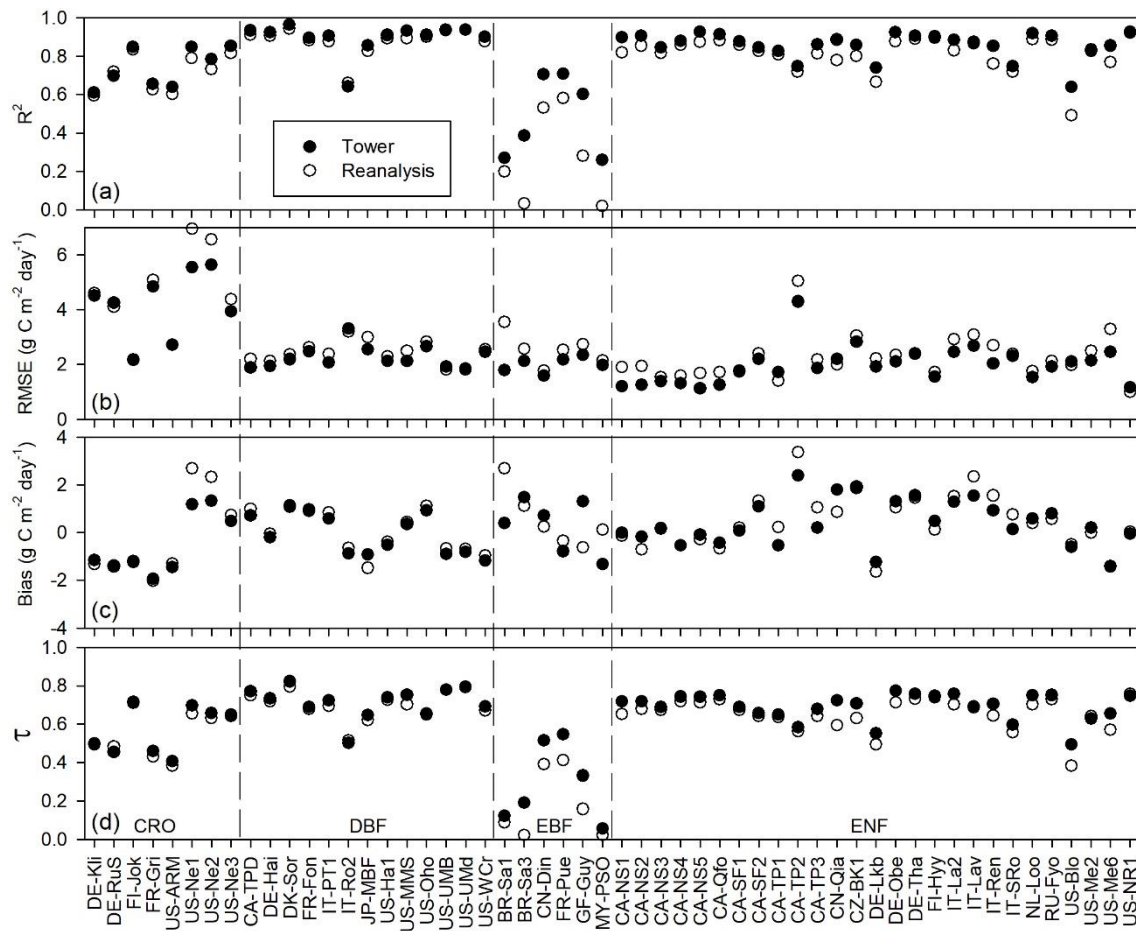 1.0
0.8
0.6
0.4
0.2
0.0
R²
Tower
Reanalysis
(a)
6
4
2
0
RMSE (g C m⁻² day⁻¹)
(b)
4
2
0
-2
-4
Bias (g C m⁻² day⁻¹)
(c)
1.0
0.8
0.6
0.4
0.2
0.0
τ
(d)
CRO
DBF
EBF
ENF
DE-Kli
DE-RuS
FI-Jok
FR-Gri
US-ARM
US-Ne1
US-Ne2
US-Ne3
CA-TPD
DE-Hai
DK-Sor
FR-Fon
IT-PT1
IT-Ro2
JP-MBF
US-Ha1
US-MMS
US-Oho
US-UMB
US-UMd
US-WCr
BR-Sa1
BR-Sa3
CN-Din
FR-Pue
GF-Guy
MY-PSO
CA-NS1
CA-NS2
CA-NS3
CA-NS4
CA-NS5
CA-Qfo
CA-SF1
CA-SF2
CA-TP1
CA-TP2
CA-TP3
CN-Qia
CZ-BK1
DE-Lkb
DE-Obe
DE-Tha
FI-Hyy
IT-La2
IT-Lav
IT-Ren
IT-SRo
NL-Loo
RU-Fyo
US-Blo
US-Me2
US-Me6
US-NR1